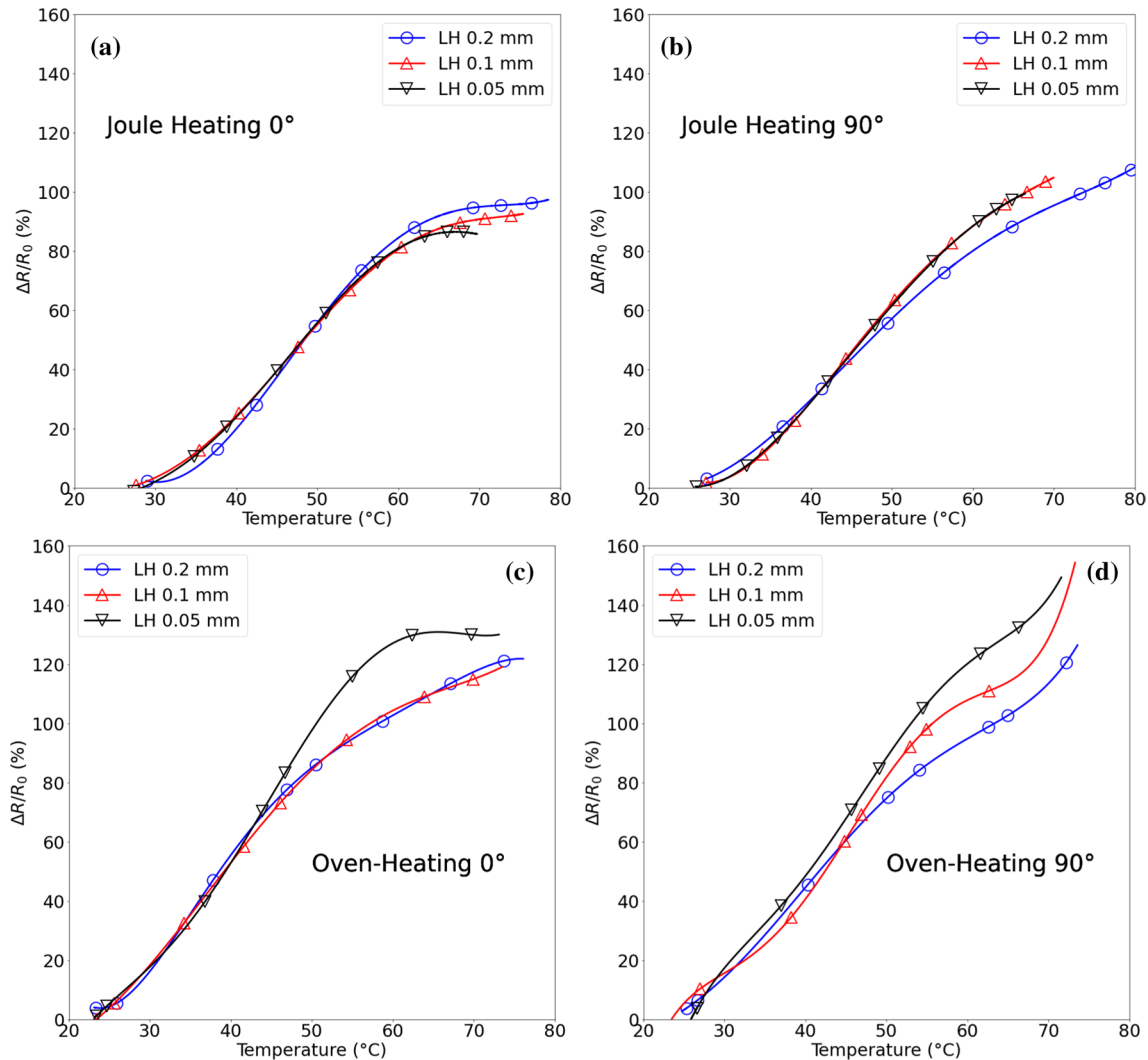 (a)
LH 0.2 mm
LH 0.1 mm
LH 0.05 mm
Joule Heating 0°
ΔR/R0 (%)
160
140
120
100
80
60
40
20
0
20 30 40 50 60 70 80
Temperature (°C)
(b)
LH 0.2 mm
LH 0.1 mm
LH 0.05 mm
Joule Heating 90°
ΔR/R0 (%)
160
140
120
100
80
60
40
20
0
20 30 40 50 60 70 80
Temperature (°C)
(c)
LH 0.2 mm
LH 0.1 mm
LH 0.05 mm
Oven-Heating 0°
ΔR/R0 (%)
160
140
120
100
80
60
40
20
0
20 30 40 50 60 70 80
Temperature (°C)
(d)
LH 0.2 mm
LH 0.1 mm
LH 0.05 mm
Oven-Heating 90°
ΔR/R0 (%)
160
140
120
100
80
60
40
20
0
20 30 40 50 60 70 80
Temperature (°C)